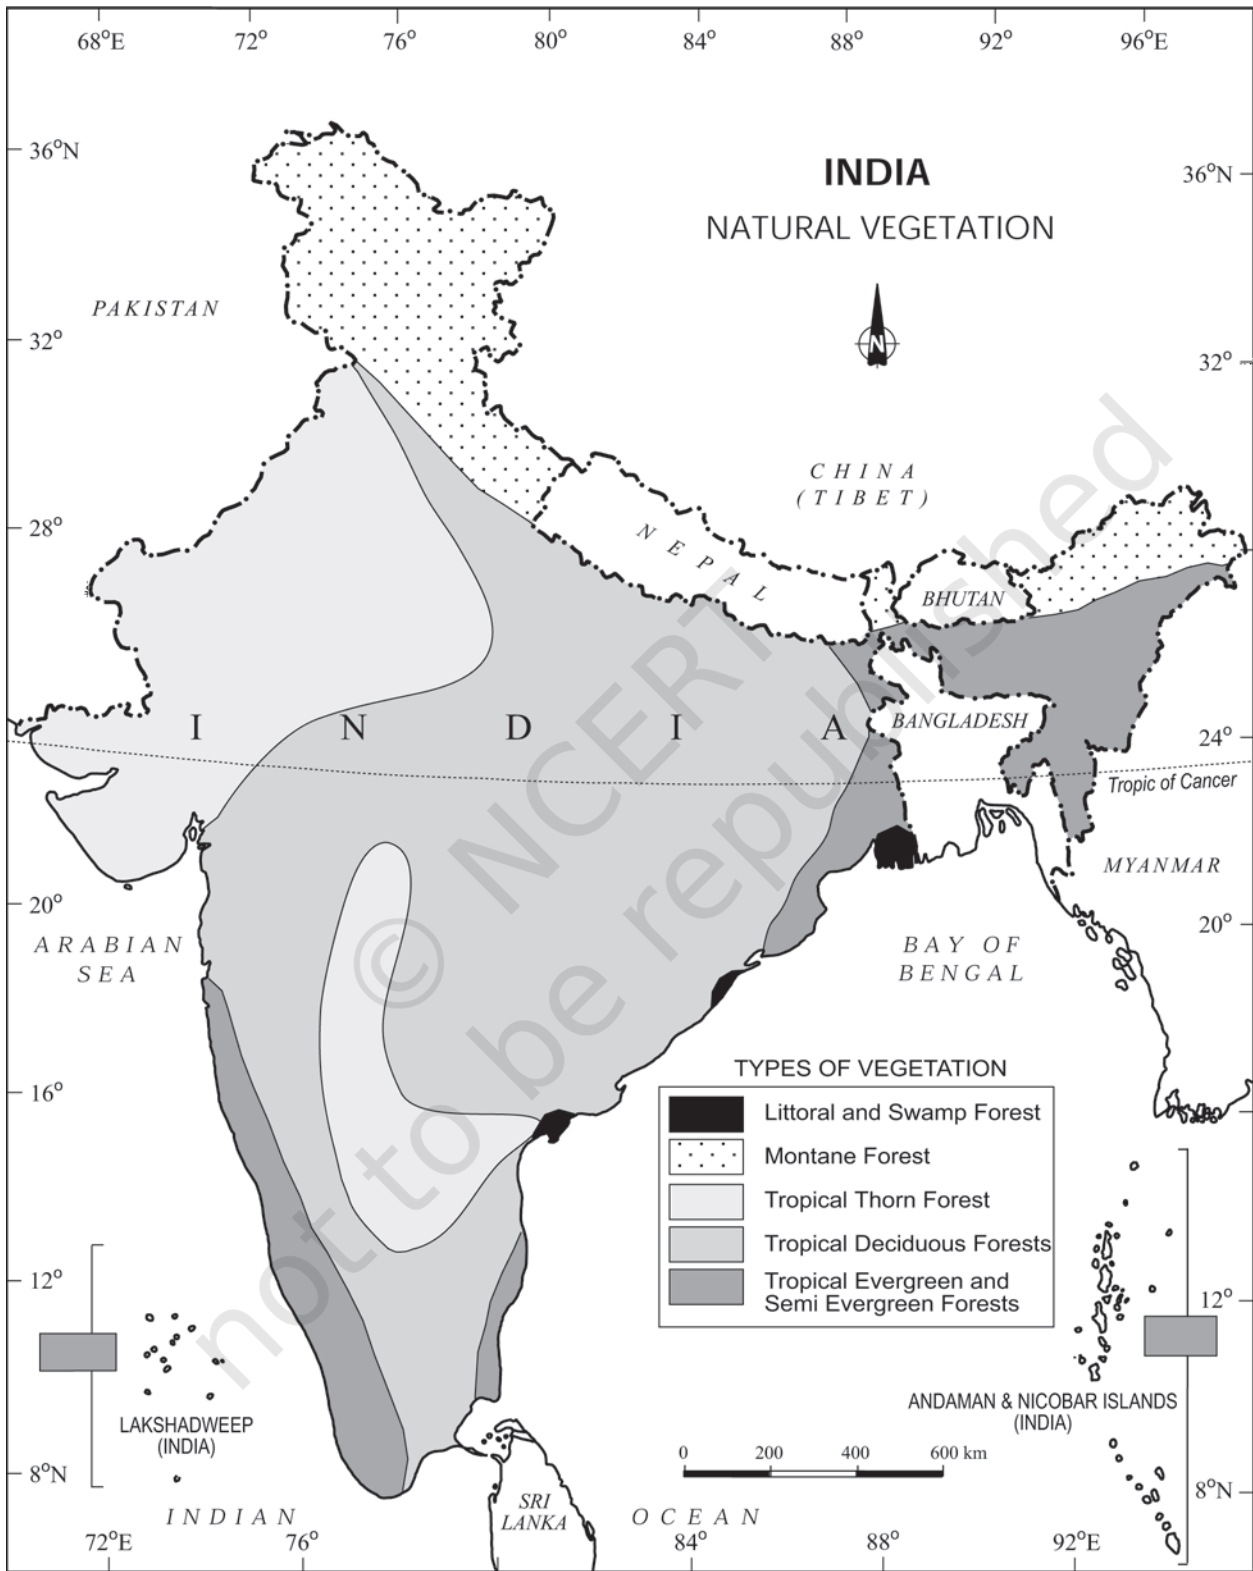 68°E 72° 76° 80° 84° 88° 92° 96°E
36°N
INDIA
36°N
NATURAL VEGETATION
PAKISTAN
N
32°
32°
CHINA
(TIBET)
28°
NEPAL
BHUTAN
INDIA
BANGLADESH
24°
Tropic of Cancer
MYANMAR
20°
20°
ARABIAN
SEA
BAY OF
BENGAL
© NCERT
not to be republished
TYPES OF VEGETATION
16°
Littoral and Swamp Forest
Montane Forest
Tropical Thorn Forest
Tropical Deciduous Forests
Tropical Evergreen and
Semi Evergreen Forests
12°
12°
LAKSHADWEEP
(INDIA)
ANDAMAN & NICOBAR ISLANDS
(INDIA)
0 200 400 600 km
8°N
8°N
SRI
LANKA
INDIAN OCEAN
72°E 76° 84° 88° 92°E